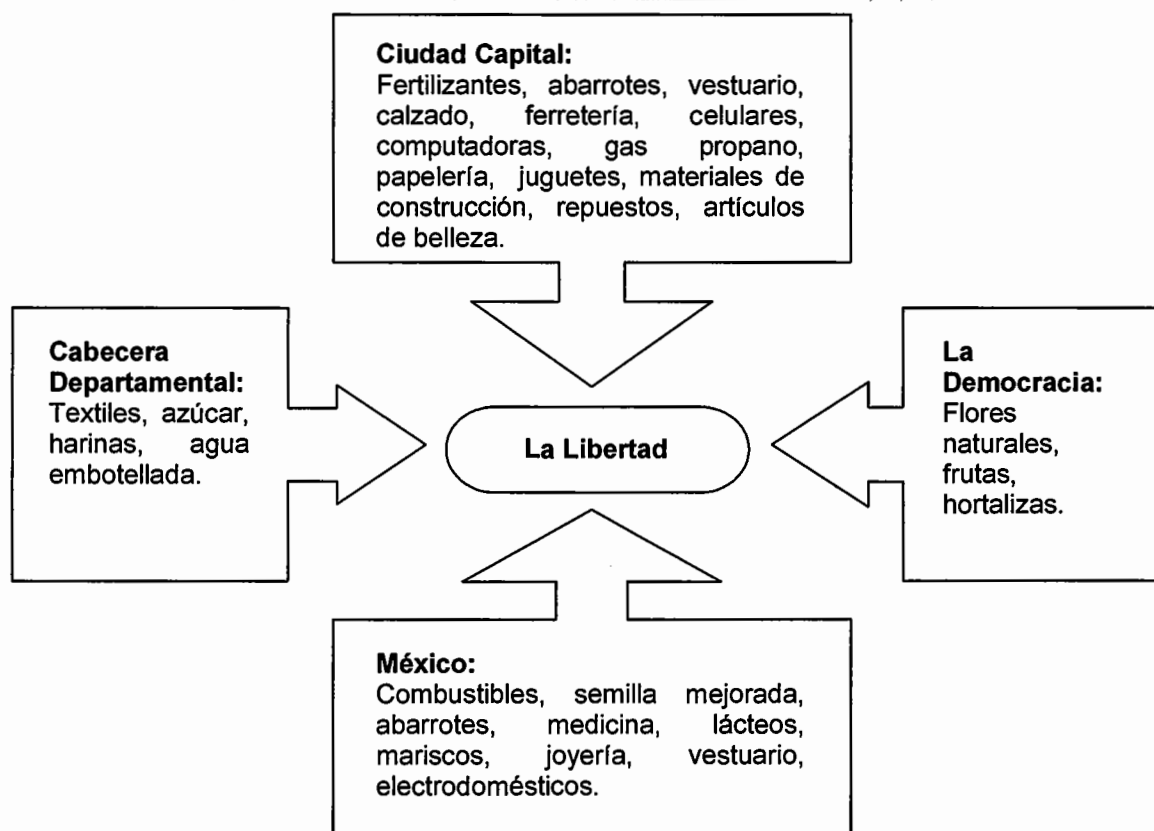 Ciudad Capital:
Fertilizantes, abarrotes, vestuario,
calzado, ferretería, celulares,
computadoras, gas propano,
papelería, juguetes, materiales de
construcción, repuestos, artículos
de belleza.
Cabecera
Departamental:
Textiles, azúcar,
harinas, agua
embotellada.
La Libertad
La
Democracia:
Flores
naturales,
frutas,
hortalizas.
México:
Combustibles, semilla mejorada,
abarrotes, medicina, lácteos,
mariscos, joyería, vestuario,
electrodomésticos.